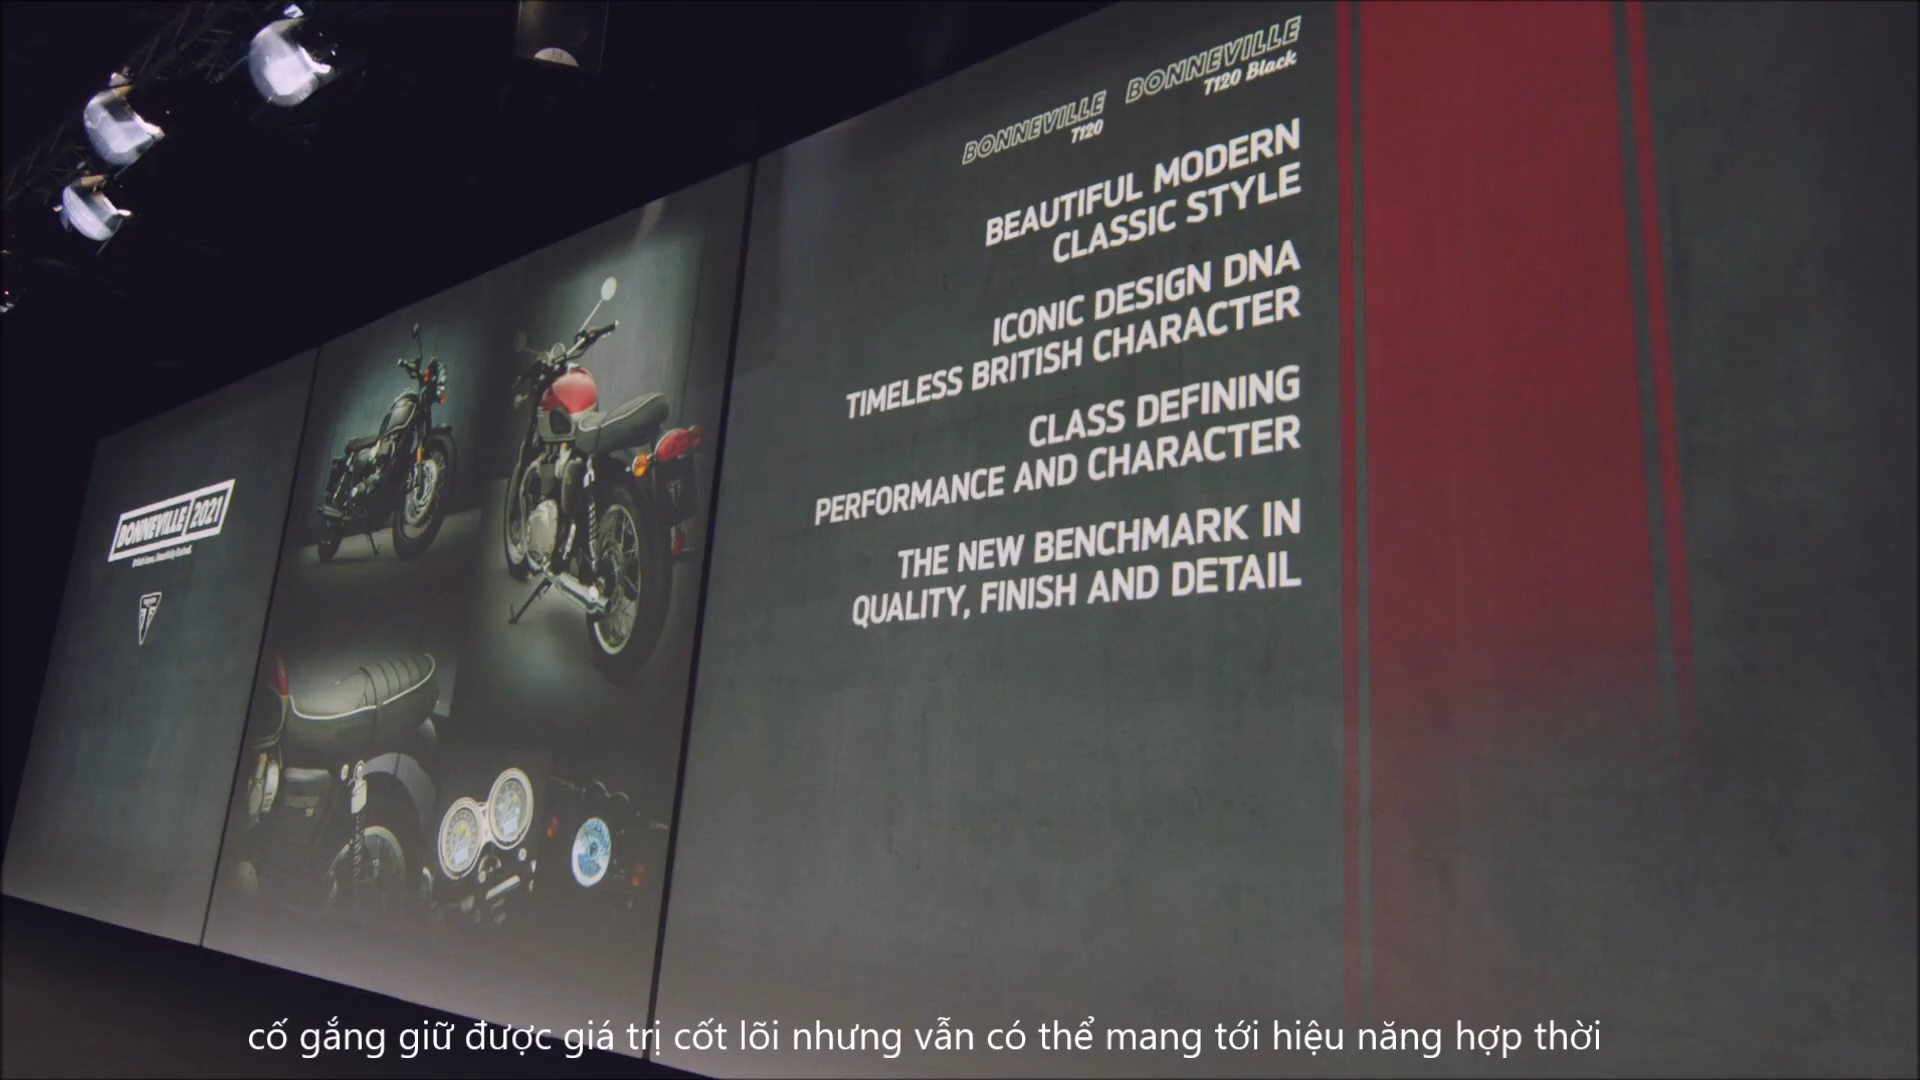 BONNEVILLE
T120
BONNEVILLE
T120 Black
BEAUTIFUL MODERN
CLASSIC STYLE
ICONIC DESIGN DNA
TIMELESS BRITISH CHARACTER
CLASS DEFINING
PERFORMANCE AND CHARACTER
THE NEW BENCHMARK IN
QUALITY, FINISH AND DETAIL
BONNEVILLE 2021
cố gắng giữ được giá trị cốt lõi nhưng vẫn có thể mang tới hiệu năng hợp thời